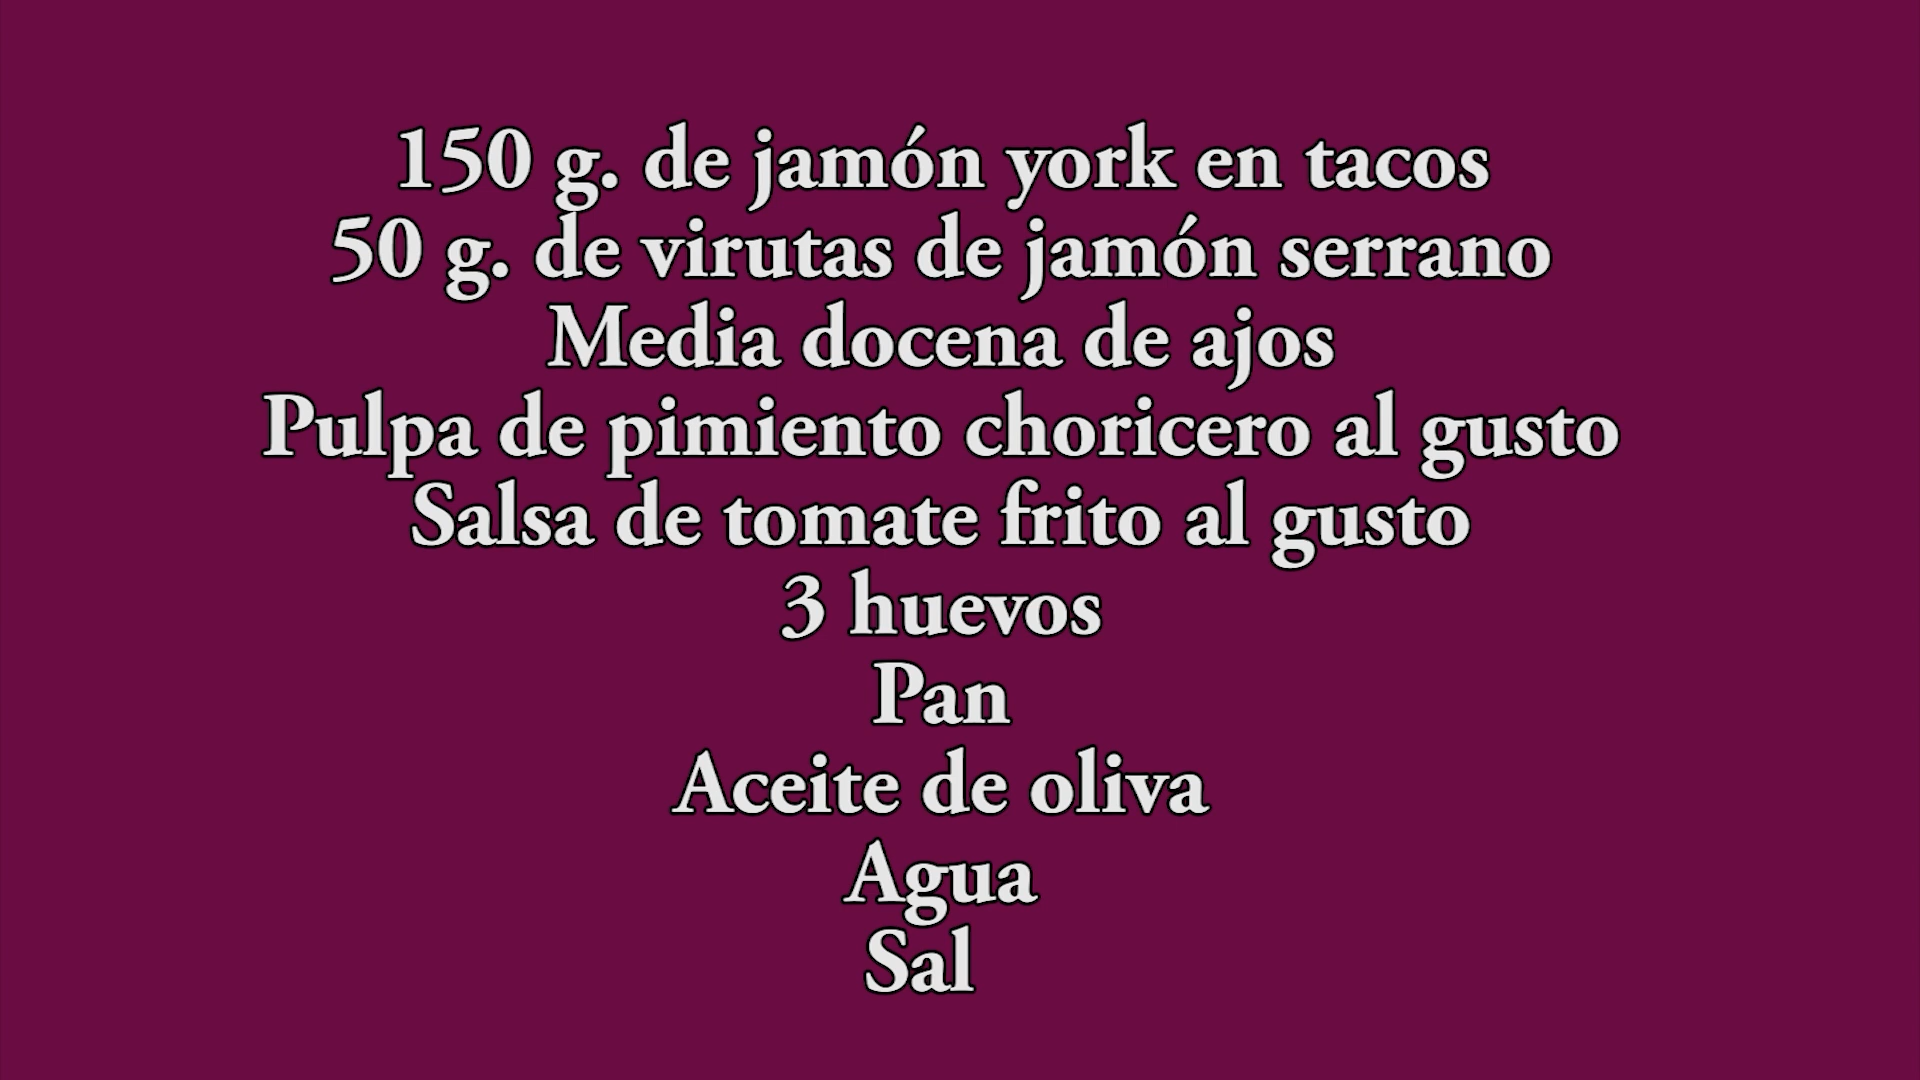 150 g. de jamón york en tacos
50 g. de virutas de jamón serrano
Media docena de ajos
Pulpa de pimiento choricero al gusto
Salsa de tomate frito al gusto
3 huevos
Pan
Aceite de oliva
Agua
Sal